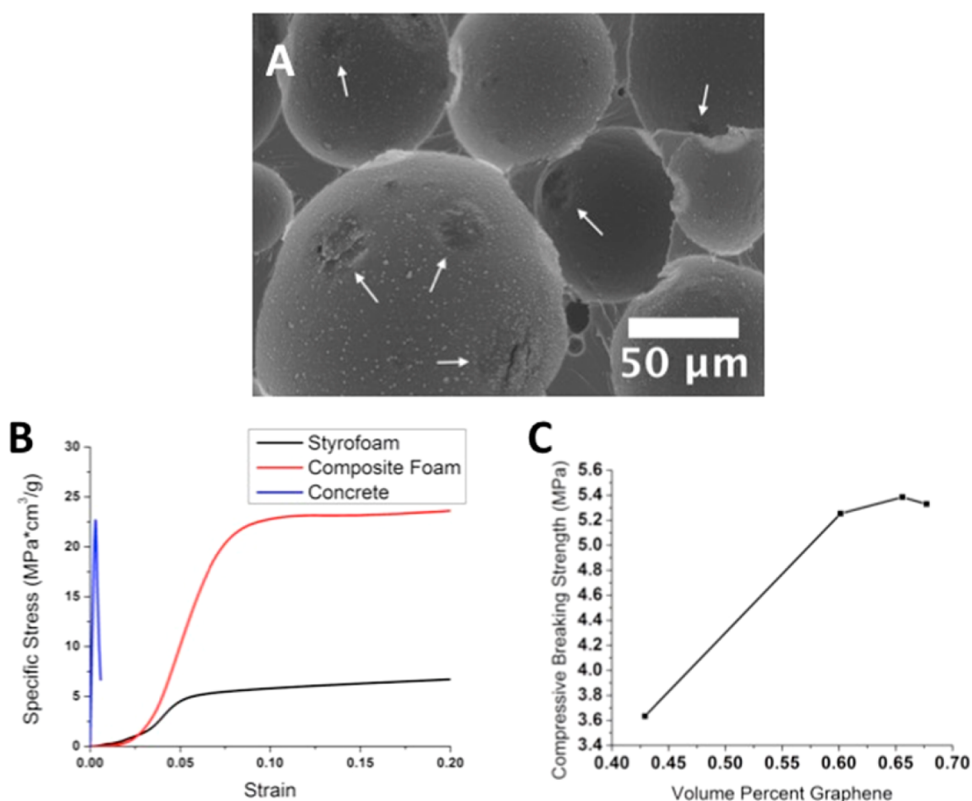 A
50 μm
B
Styrofoam
Composite Foam
Concrete
Specific Stress (MPa*cm³/g)
30
25
20
15
10
5
0
0.00 0.05 0.10 0.15 0.20
Strain
C
Compressive Breaking Strength (MPa)
5.6
5.4
5.2
5.0
4.8
4.6
4.4
4.2
4.0
3.8
3.6
3.4
0.40 0.45 0.50 0.55 0.60 0.65 0.70
Volume Percent Graphene